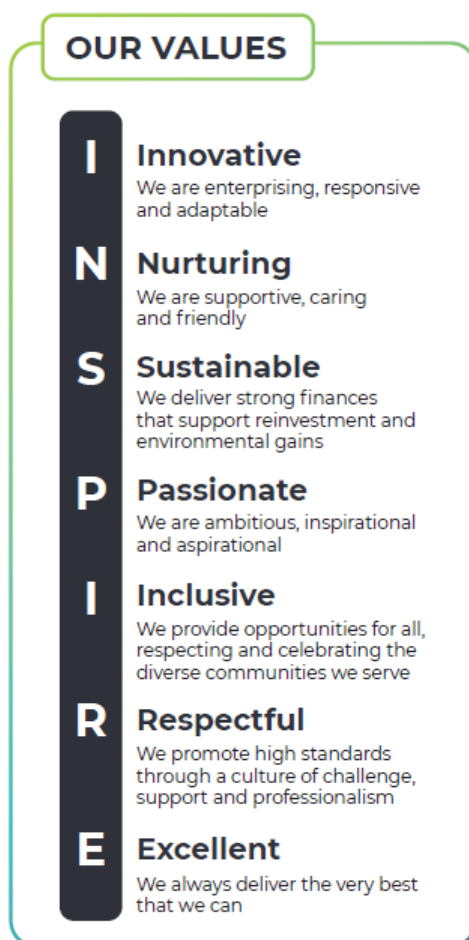 OUR VALUES
I
Innovative
We are enterprising, responsive
and adaptable
N
Nurturing
We are supportive, caring
and friendly
S
Sustainable
We deliver strong finances
that support reinvestment and
environmental gains
P
Passionate
We are ambitious, inspirational
and aspirational
I
Inclusive
We provide opportunities for all,
respecting and celebrating the
diverse communities we serve
R
Respectful
We promote high standards
through a culture of challenge,
support and professionalism
E
Excellent
We always deliver the very best
that we can